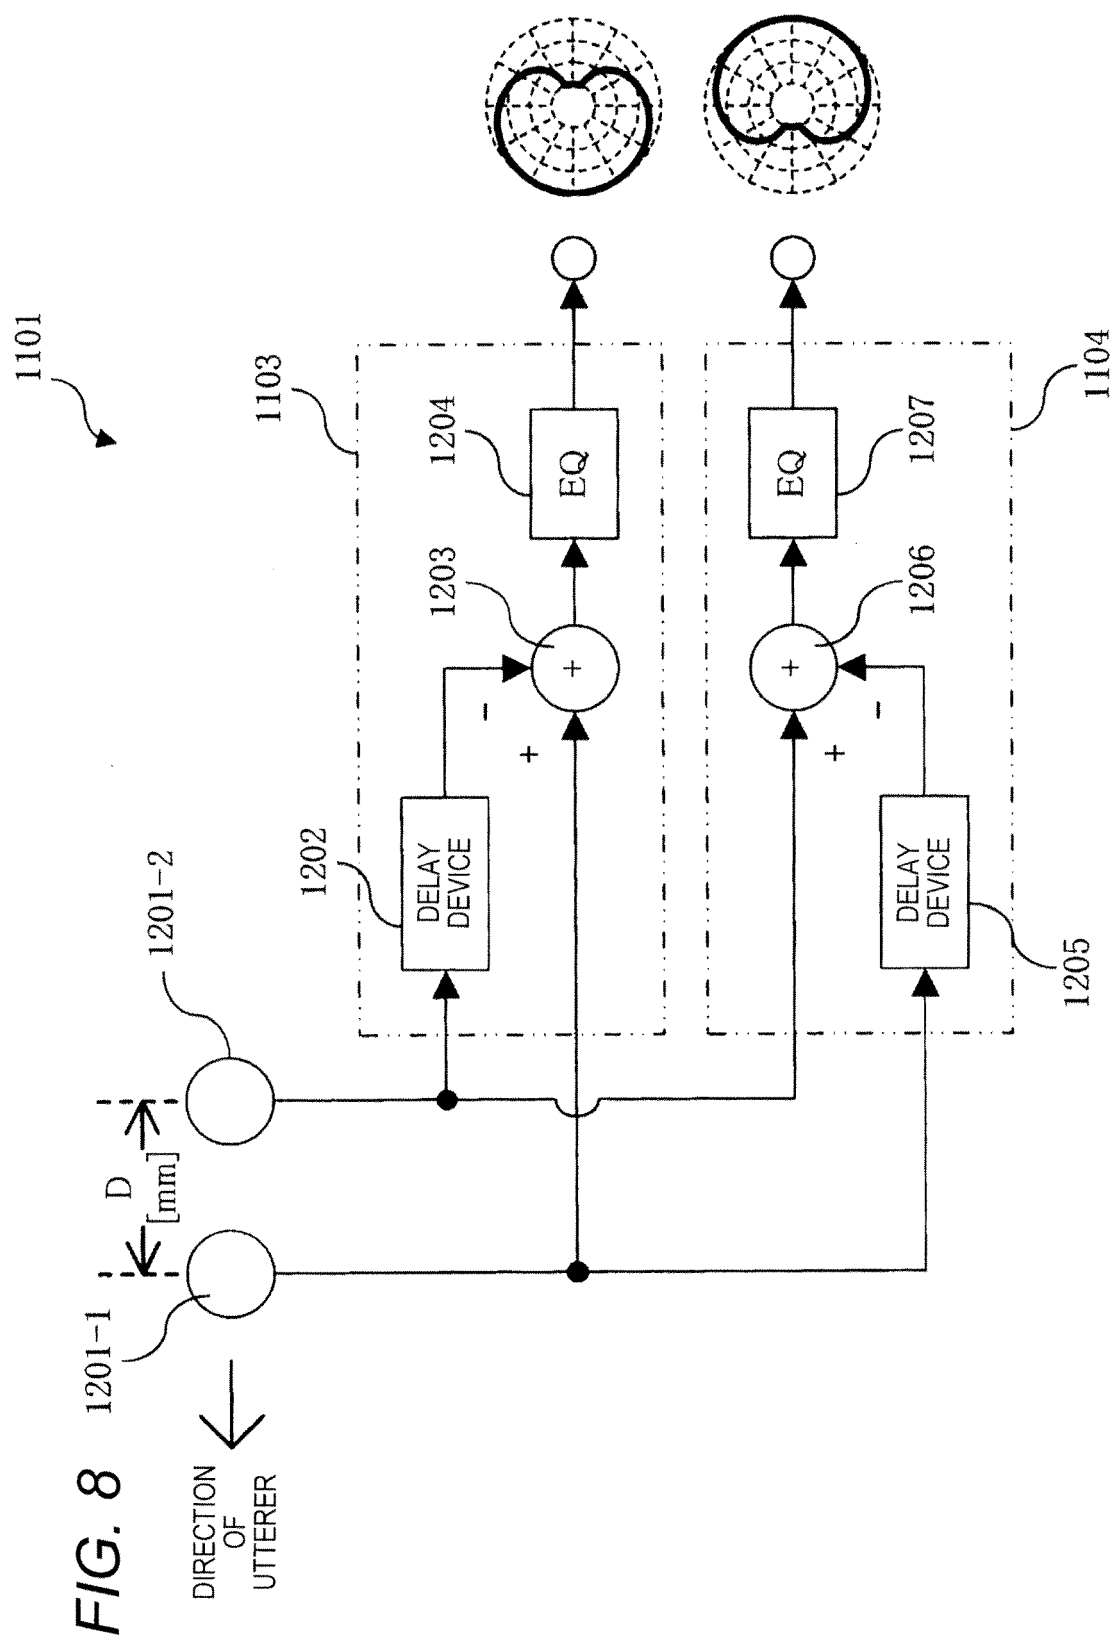 FIG. 8
1101
1201-1
D
[mm]
1201-2
DIRECTION
OF
UTTERER
1103
1202
DELAY
DEVICE
-
+
1203
+
1204
EQ
1104
+
-
1206
+
1207
EQ
DELAY
DEVICE
1205